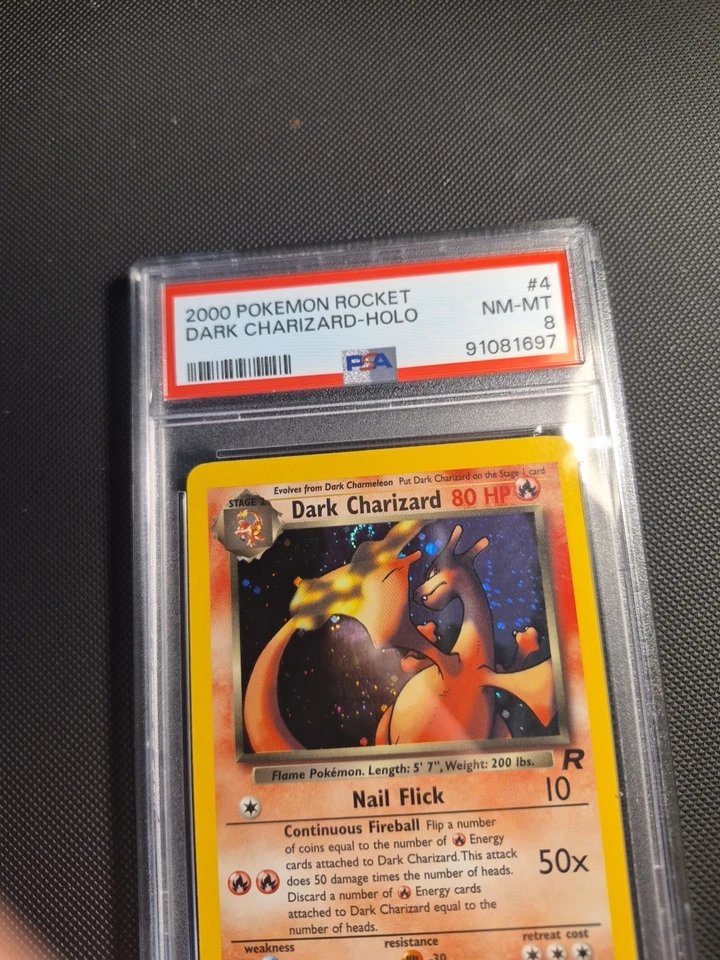 2000 POKEMON ROCKET #4
DARK CHARIZARD-HOLO NM-MT
8
91081697
PSA
Evolves from Dark Charmeleon Put Dark Charizard on the Stage 1 card
STAGE 2
Dark Charizard 80 HP
Flame Pokémon. Length: 5' 7", Weight: 200 lbs.
R
Nail Flick 10
Continuous Fireball Flip a number
of coins equal to the number of Energy
cards attached to Dark Charizard. This attack
does 50 damage times the number of heads.
Discard a number of Energy cards
attached to Dark Charizard equal to the
number of heads.
50x
weakness resistance retreat cost
-30